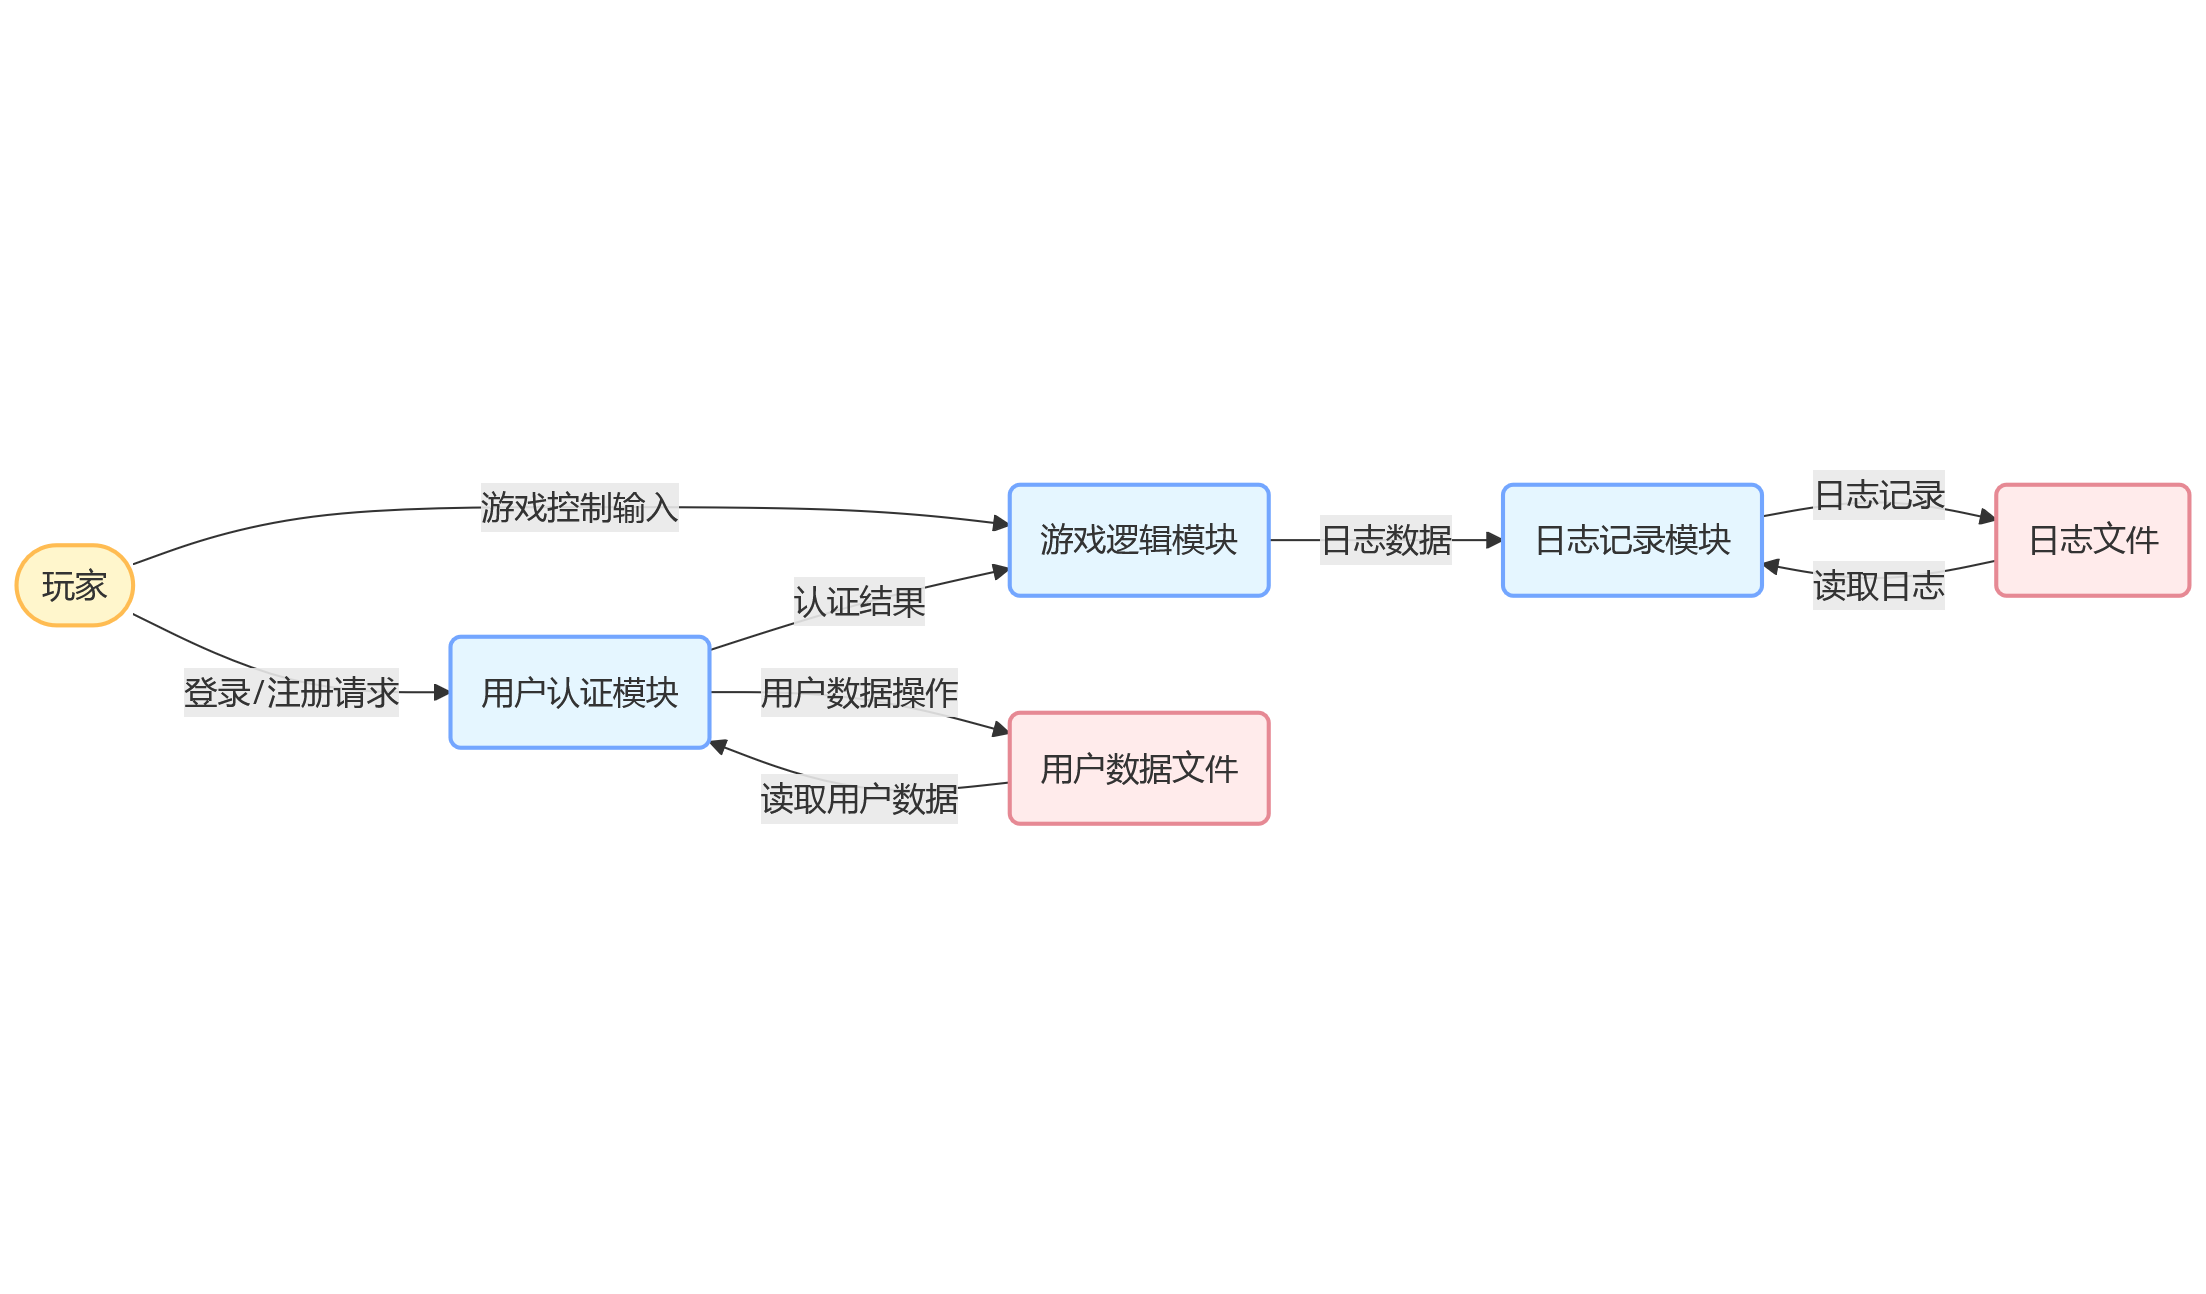 玩家
游戏控制输入
登录/注册请求
用户认证模块
认证结果
用户数据操作
读取用户数据
游戏逻辑模块
用户数据文件
日志数据
日志记录模块
日志记录
读取日志
日志文件